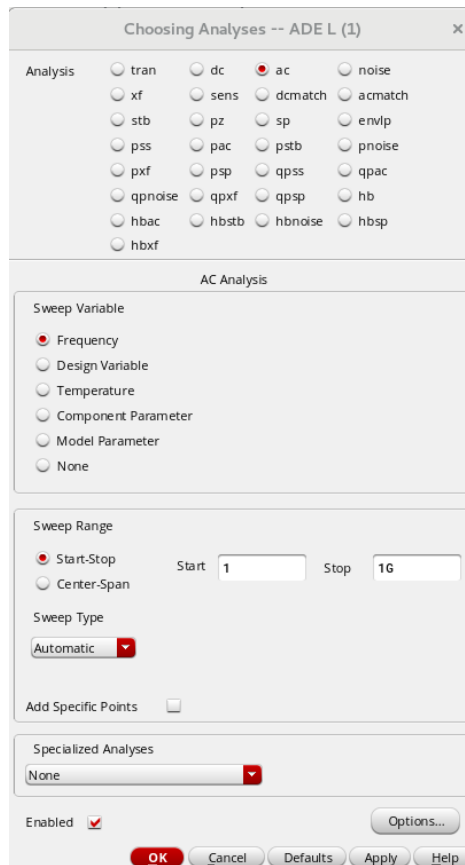 Choosing Analyses -- ADE L (1) ×
Analysis tran dc ac noise
xf sens dcmatch acmatch
stb pz sp envlp
pss pac pstb pnoise
pxf psp qpss qpac
qpnoise qpxf qpsp hb
hbac hbstb hbnoise hbsp
hbxf
AC Analysis
Sweep Variable
Frequency
Design Variable
Temperature
Component Parameter
Model Parameter
None
Sweep Range
Start-Stop Start 1 Stop 1G
Center-Span
Sweep Type
Automatic
Add Specific Points
Specialized Analyses
None
Enabled Options...
OK Cancel Defaults Apply Help